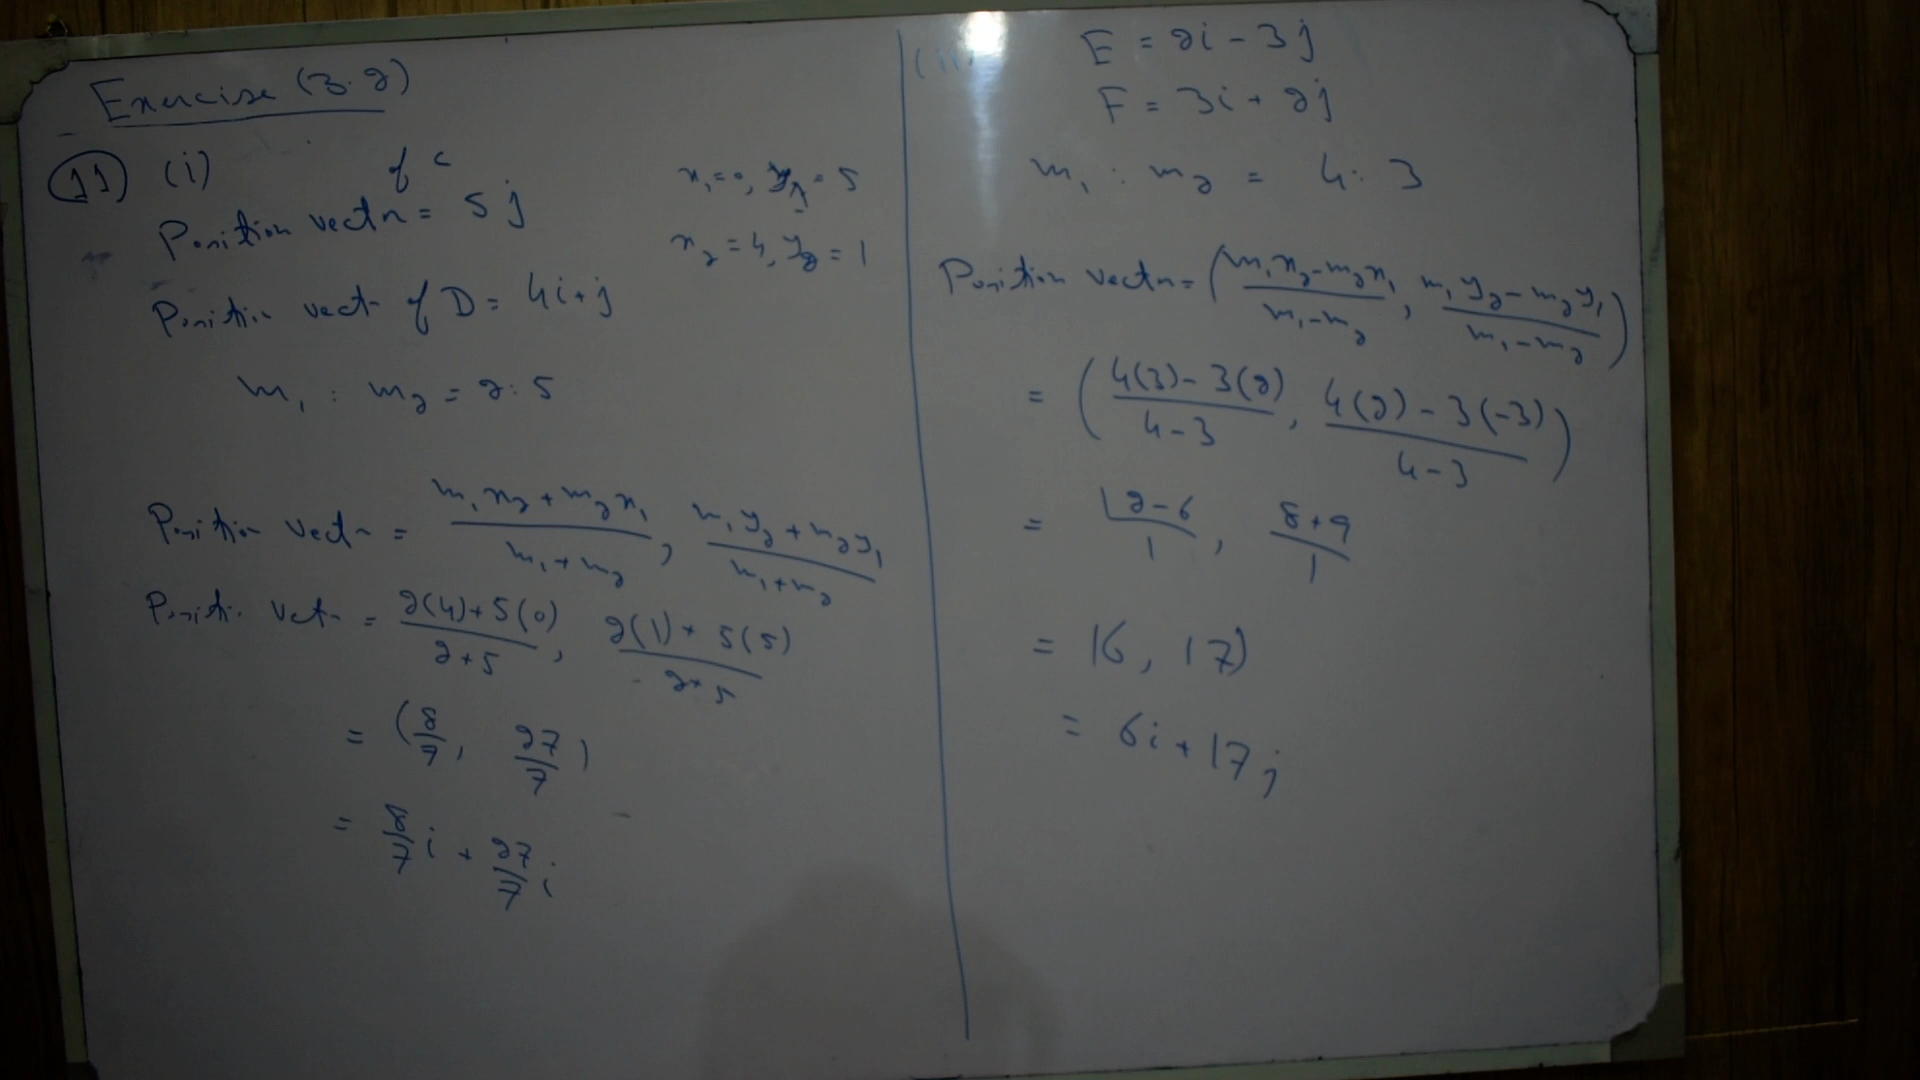 Exercise (3.2)
11) (i) of c
Position vector = 5j
x₁=0, y₁=5
x₂=4, y₂=1
Position vector of D = 4i+j
m₁ : m₂ = 2:5
Position vector = m₁x₂+m₂x₁/m₁+m₂, m₁y₂+m₂y₁/m₁+m₂
Position vector = 2(4)+5(0)/2+5, 2(1)+5(5)/2+5
= (8/7, 27/7)
= 8/7 i + 27/7 i
(ii) E = 2i-3j
F = 3i+2j
m₁ : m₂ = 4:3
Position vector = (m₁x₂-m₂x₁/m₁-m₂, m₁y₂-m₂y₁/m₁-m₂)
= (4(3)-3(2)/4-3, 4(2)-3(-3)/4-3)
= 12-6/1, 8+9/1
= (6, 17)
= 6i+17j